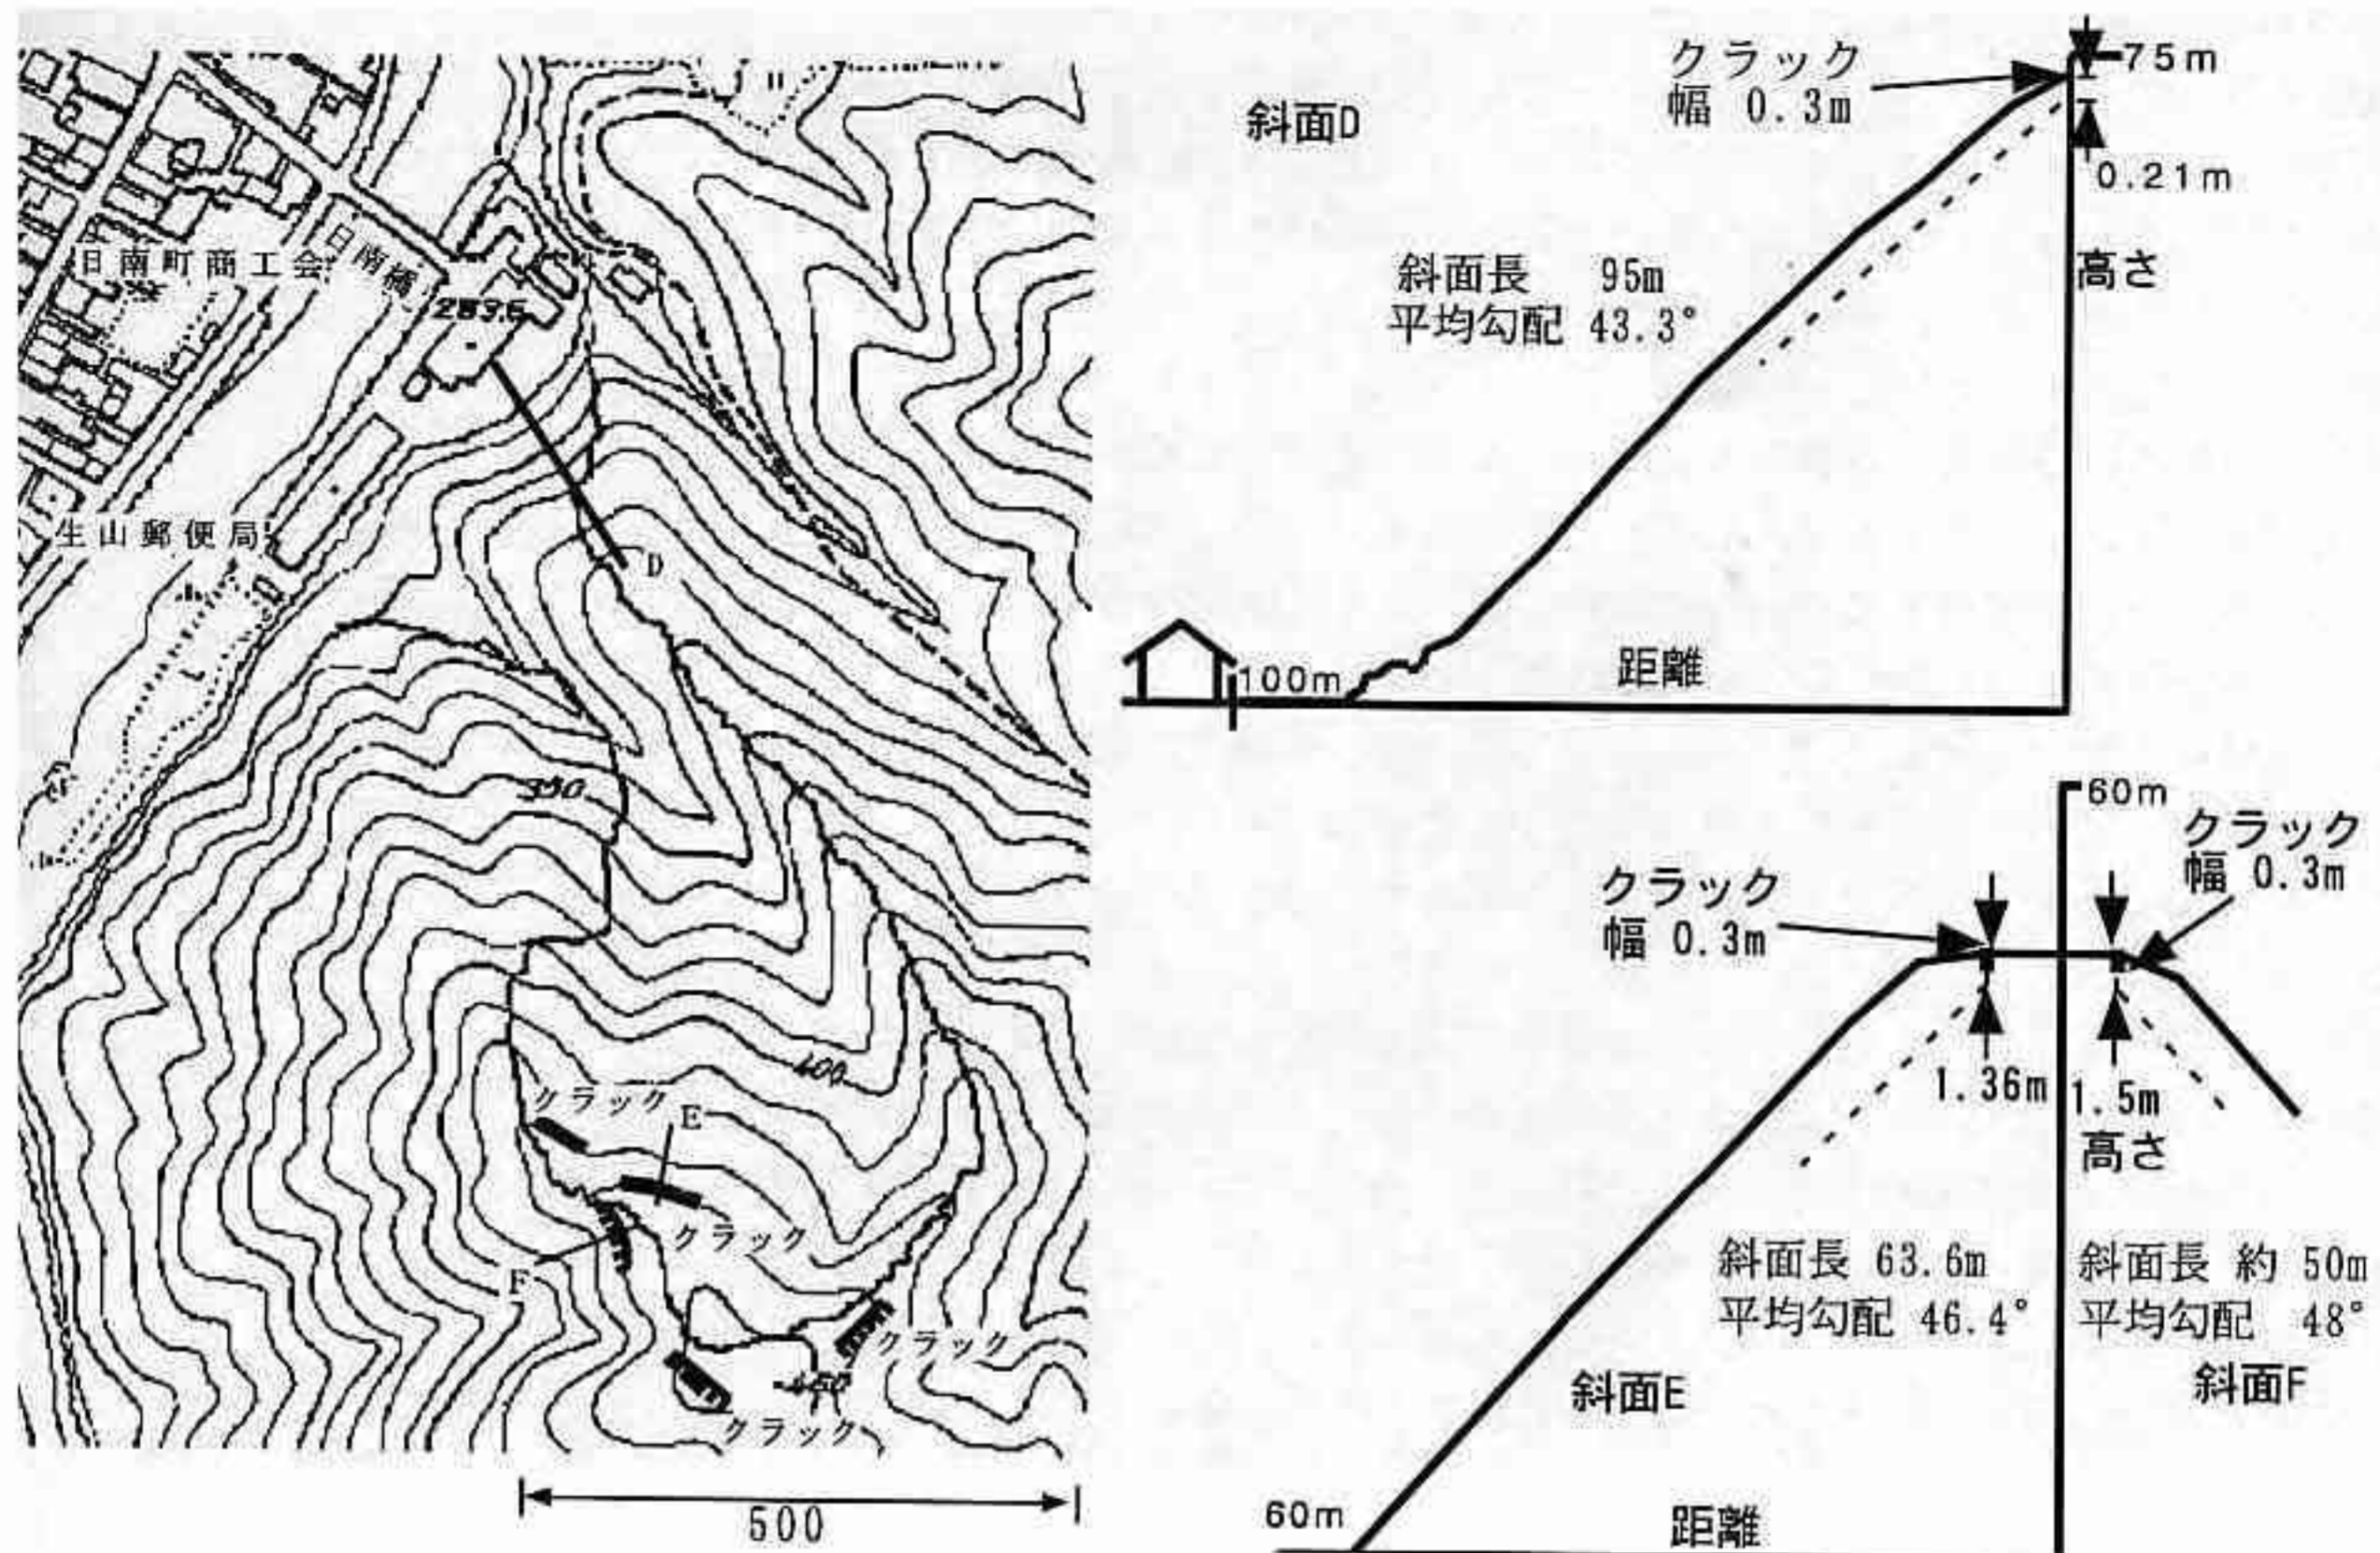 日南町商工会
日南橋
283.6
生山郵便局
D
350
400
クラック
E
クラック
F
クラック
450
クラック
500
斜面D
クラック
幅 0.3m
75m
0.21m
高さ
斜面長 95m
平均勾配 43.3°
100m
距離
60m
クラック
幅 0.3m
クラック
幅 0.3m
1.36m
1.5m
高さ
斜面長 63.6m
平均勾配 46.4°
斜面長 約 50m
平均勾配 48°
斜面E
斜面F
60m
距離